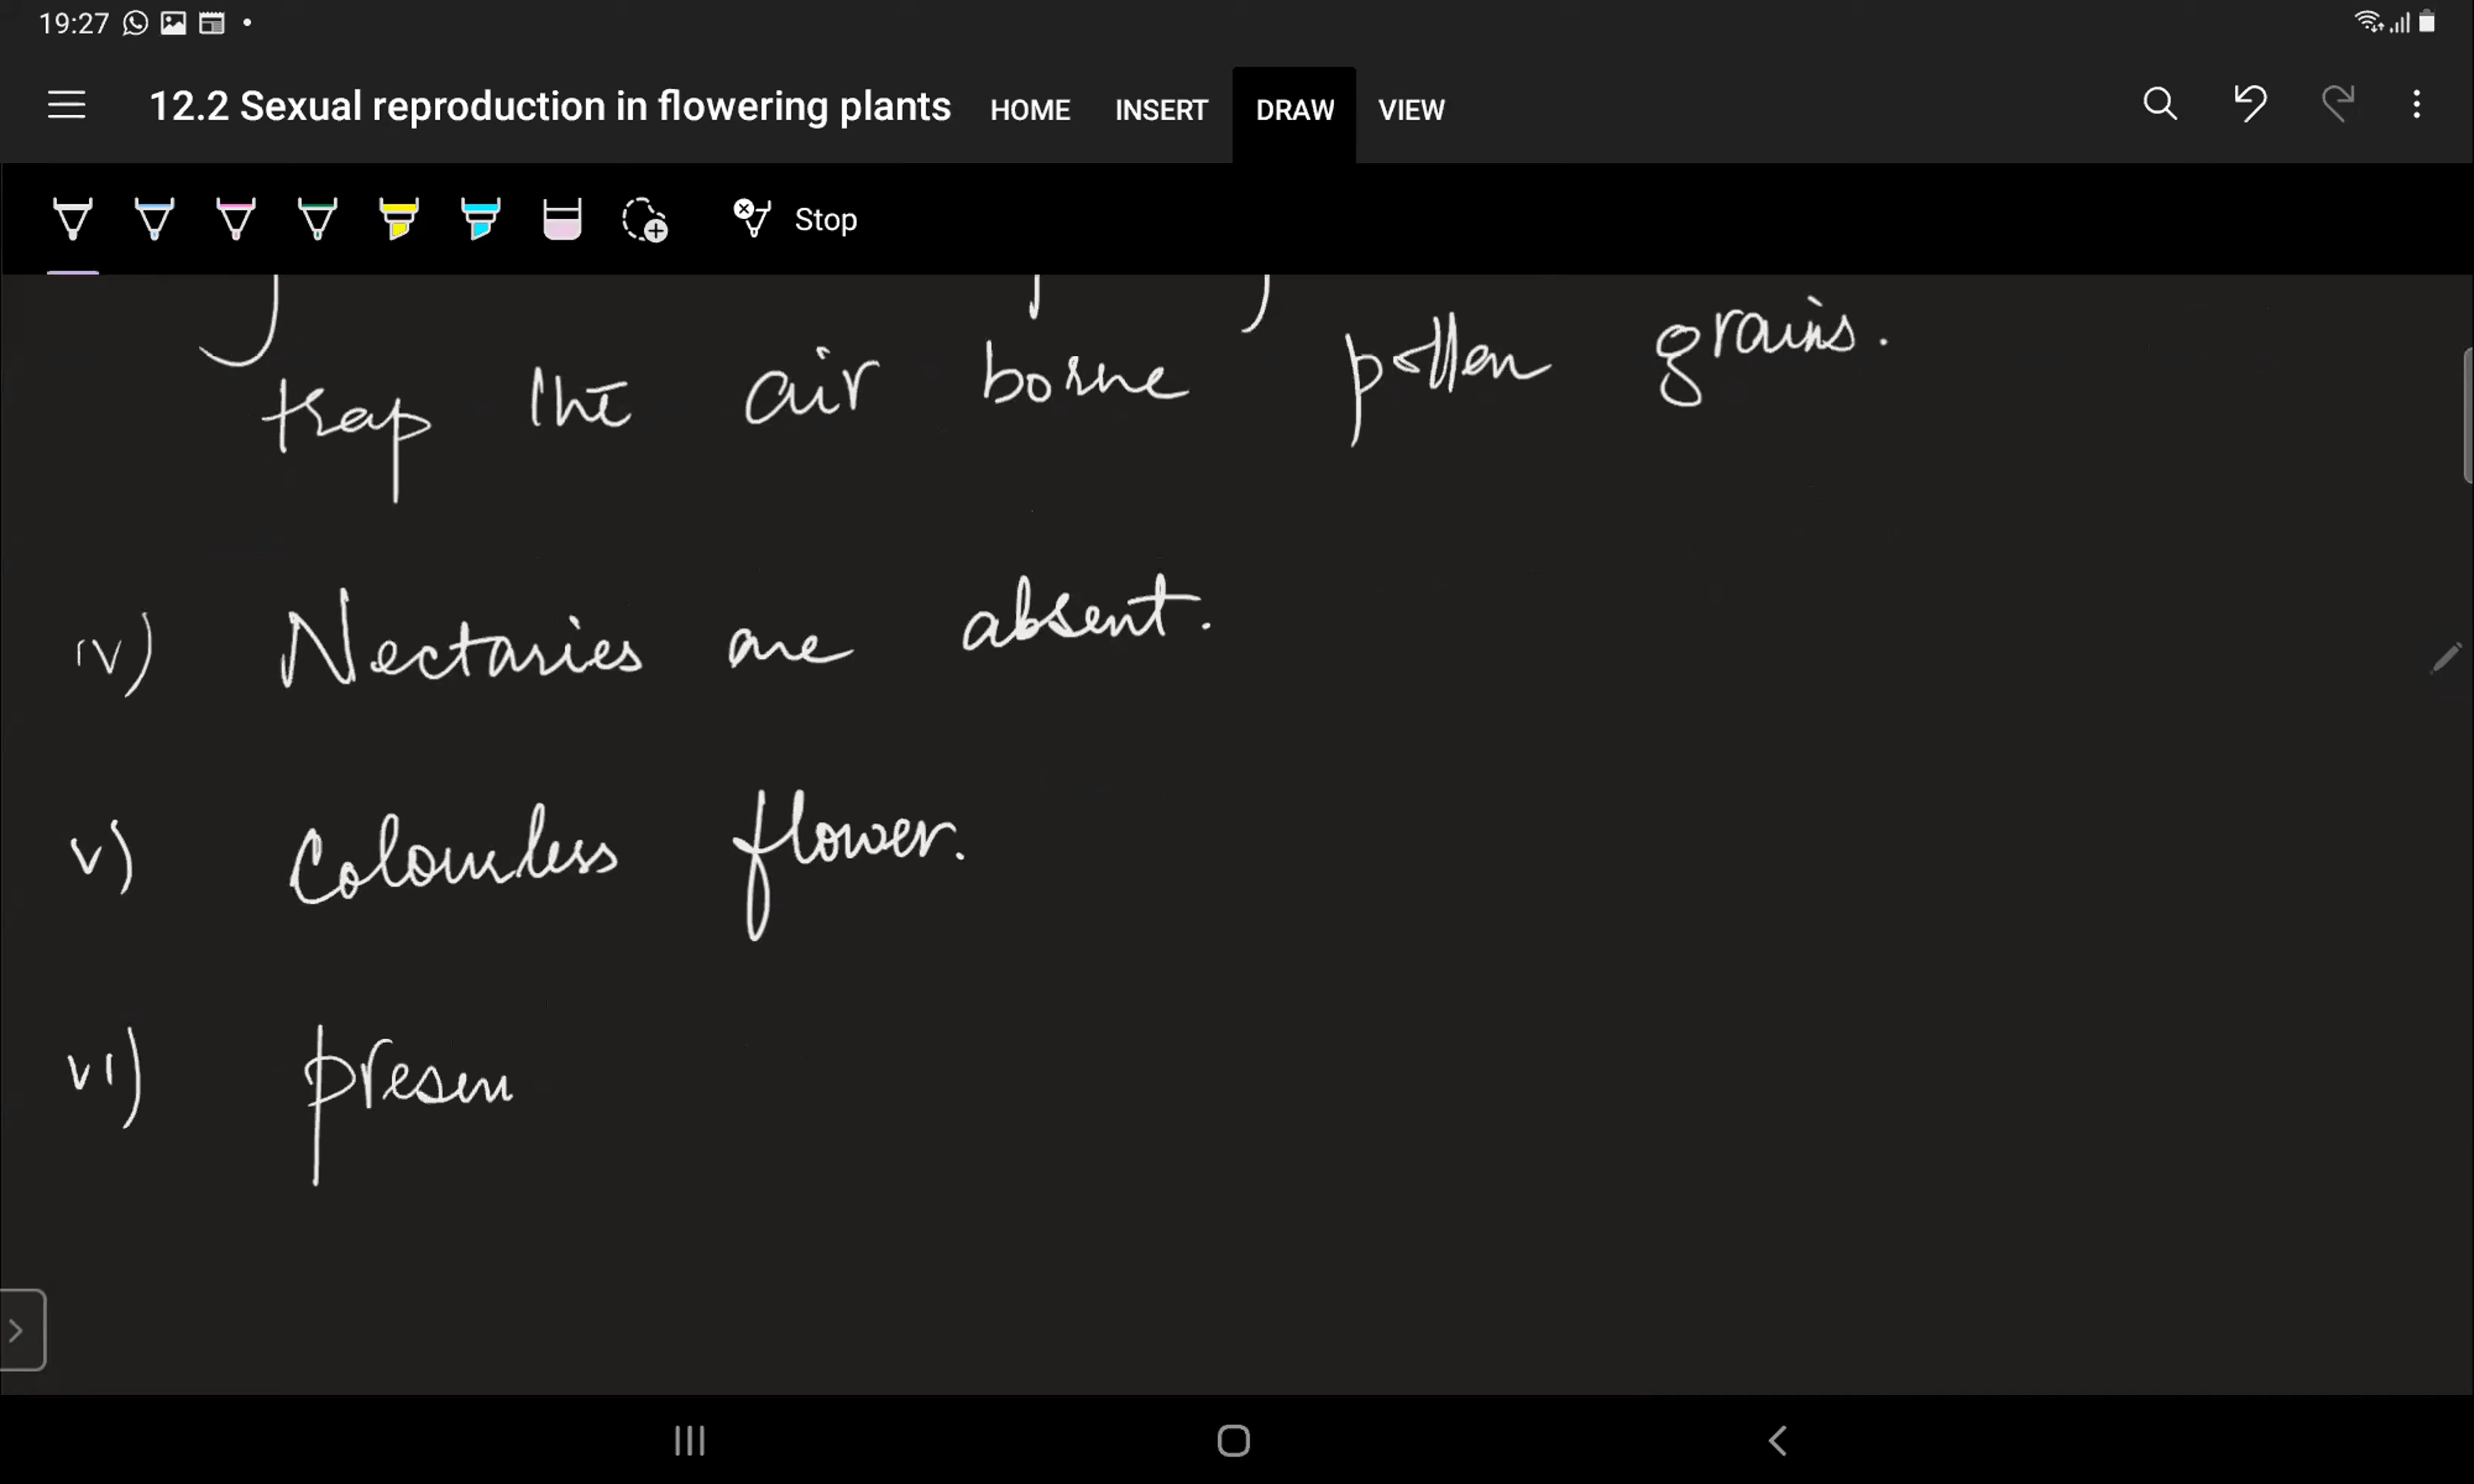 19:27
12.2 Sexual reproduction in flowering plants HOME INSERT DRAW VIEW
Stop
trap the air borne pollen grains.
iv) Nectaries are absent.
v) Colourless flower.
vi) presen